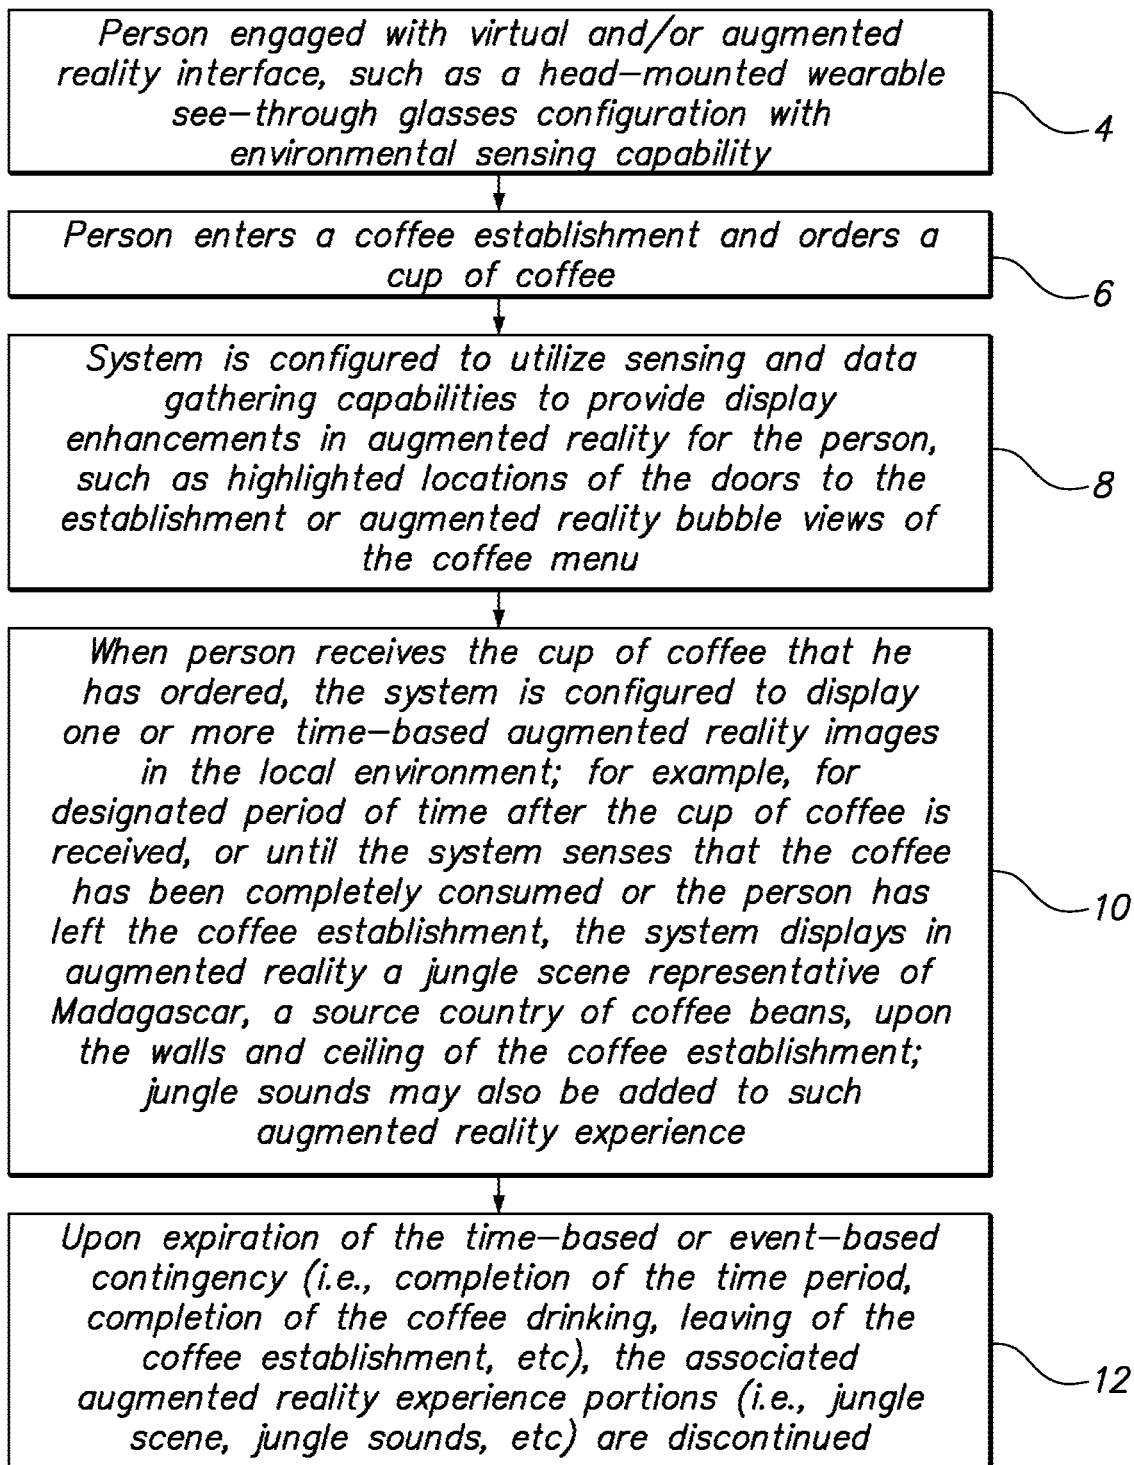 Person engaged with virtual and/or augmented
reality interface, such as a head-mounted wearable
see-through glasses configuration with
environmental sensing capability
4
Person enters a coffee establishment and orders a
cup of coffee
6
System is configured to utilize sensing and data
gathering capabilities to provide display
enhancements in augmented reality for the person,
such as highlighted locations of the doors to the
establishment or augmented reality bubble views of
the coffee menu
8
When person receives the cup of coffee that he
has ordered, the system is configured to display
one or more time-based augmented reality images
in the local environment; for example, for
designated period of time after the cup of coffee is
received, or until the system senses that the coffee
has been completely consumed or the person has
left the coffee establishment, the system displays in
augmented reality a jungle scene representative of
Madagascar, a source country of coffee beans, upon
the walls and ceiling of the coffee establishment;
jungle sounds may also be added to such
augmented reality experience
10
Upon expiration of the time-based or event-based
contingency (i.e., completion of the time period,
completion of the coffee drinking, leaving of the
coffee establishment, etc), the associated
augmented reality experience portions (i.e., jungle
scene, jungle sounds, etc) are discontinued
12